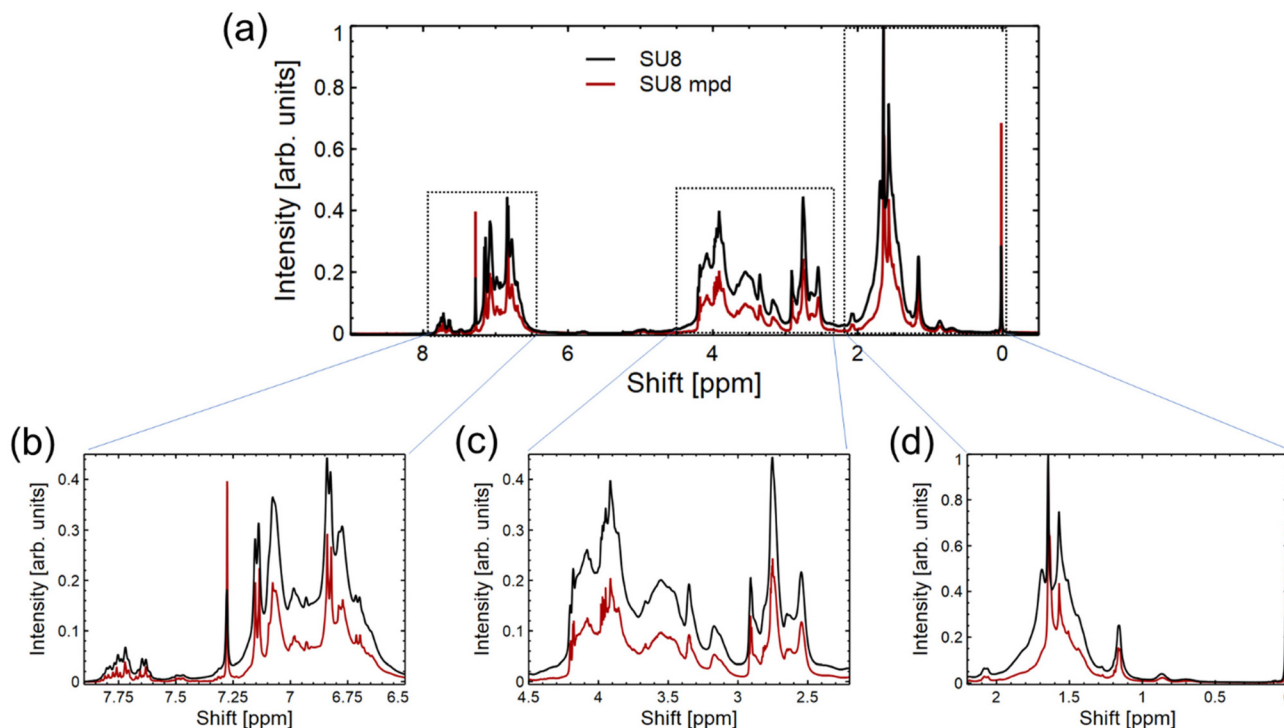 (a)
Intensity [arb. units]
1
0.8
0.6
0.4
0.2
0
SU8
SU8 mpd
8 6 4 2 0
Shift [ppm]
(b)
Intensity [arb. units]
0.4
0.3
0.2
0.1
0
7.75 7.5 7.25 7 6.75 6.5
Shift [ppm]
(c)
Intensity [arb. units]
0.4
0.3
0.2
0.1
0
4.5 4 3.5 3 2.5
Shift [ppm]
(d)
Intensity [arb. units]
1
0.8
0.6
0.4
0.2
0
2 1.5 1 0.5 0
Shift [ppm]